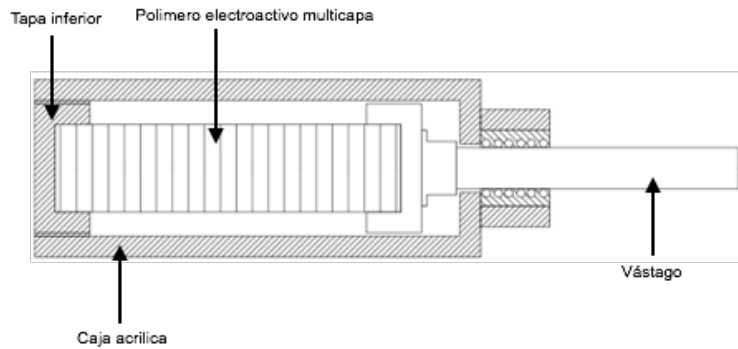 Tapa inferior
Polimero electroactivo multicapa
Vástago
Caja acrilica